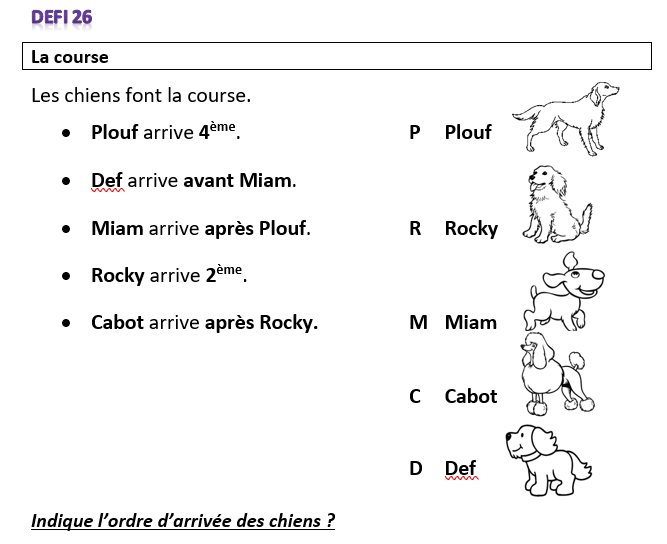 DEFI 26
La course
Les chiens font la course.
• Plouf arrive 4ème.
P Plouf
• Def arrive avant Miam.
• Miam arrive après Plouf.
R Rocky
• Rocky arrive 2ème.
• Cabot arrive après Rocky.
M Miam
C Cabot
D Def
Indique l’ordre d’arrivée des chiens ?